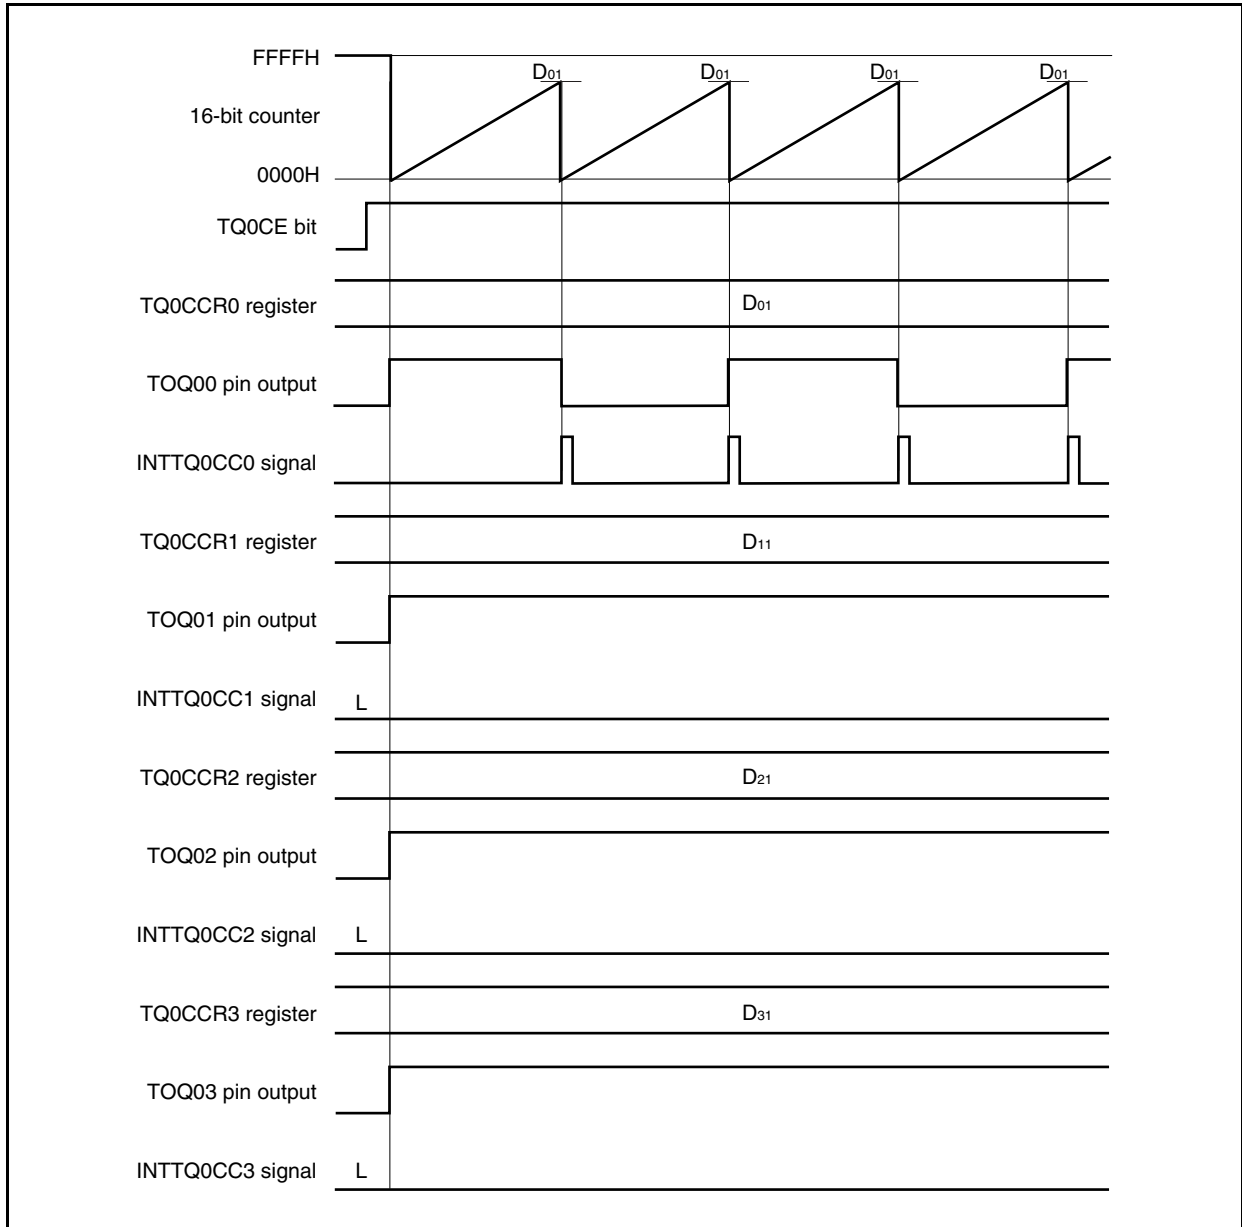 FFFFH
D01 D01 D01 D01
16-bit counter
0000H
TQ0CE bit
TQ0CCR0 register D01
TOQ00 pin output
INTTQ0CC0 signal
TQ0CCR1 register D11
TOQ01 pin output
INTTQ0CC1 signal L
TQ0CCR2 register D21
TOQ02 pin output
INTTQ0CC2 signal L
TQ0CCR3 register D31
TOQ03 pin output
INTTQ0CC3 signal L